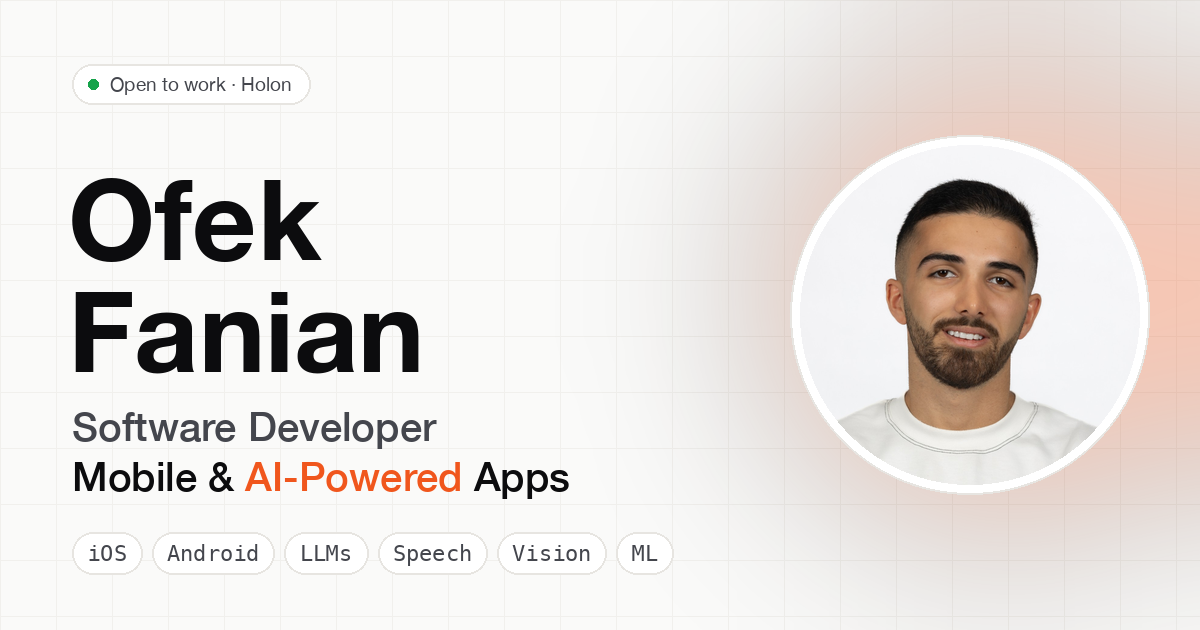 Open to work · Holon
Ofek
Fanian
Software Developer
Mobile & AI-Powered Apps
iOS Android LLMs Speech Vision ML